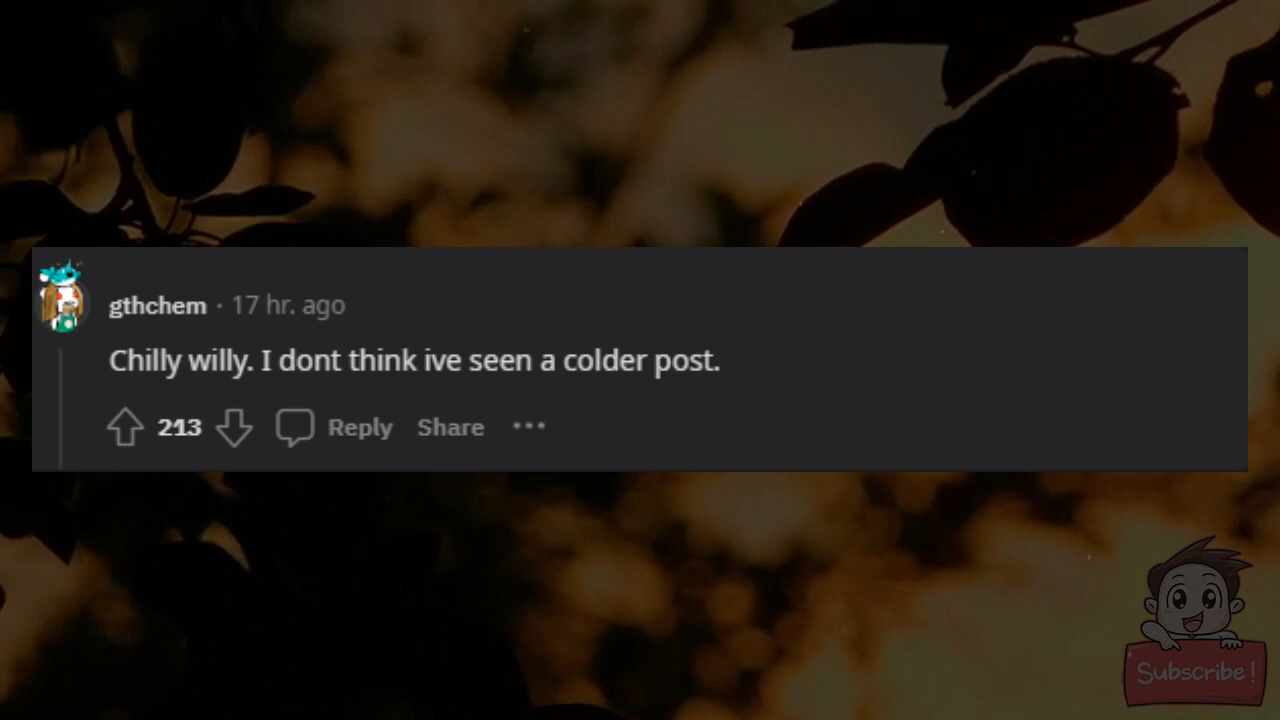 gthchem · 17 hr. ago
Chilly willy. I dont think ive seen a colder post.
213 Reply Share ···
Subscribe!